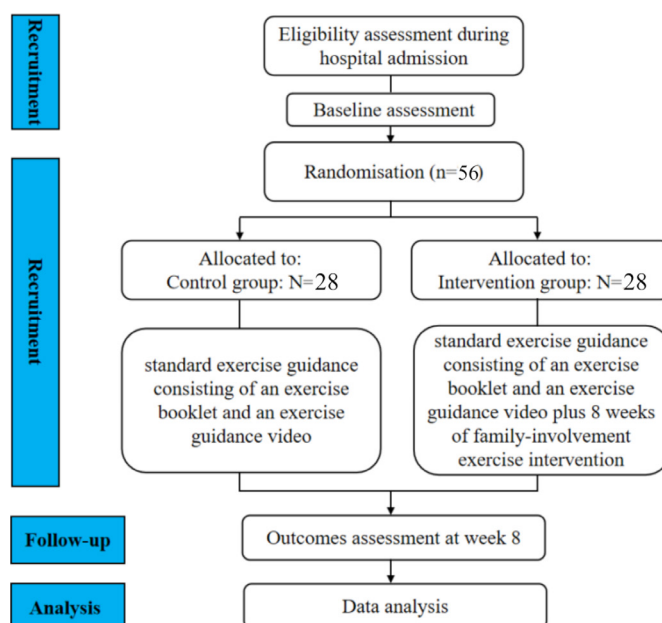 Recruitment
Eligibility assessment during
hospital admission
Baseline assessment
Recruitment
Randomisation (n=56)
Allocated to:
Control group: N=28
Allocated to:
Intervention group: N=28
standard exercise guidance
consisting of an exercise
booklet and an exercise
guidance video
standard exercise guidance
consisting of an exercise
booklet and an exercise
guidance video plus 8 weeks
of family-involvement
exercise intervention
Follow-up
Outcomes assessment at week 8
Analysis
Data analysis